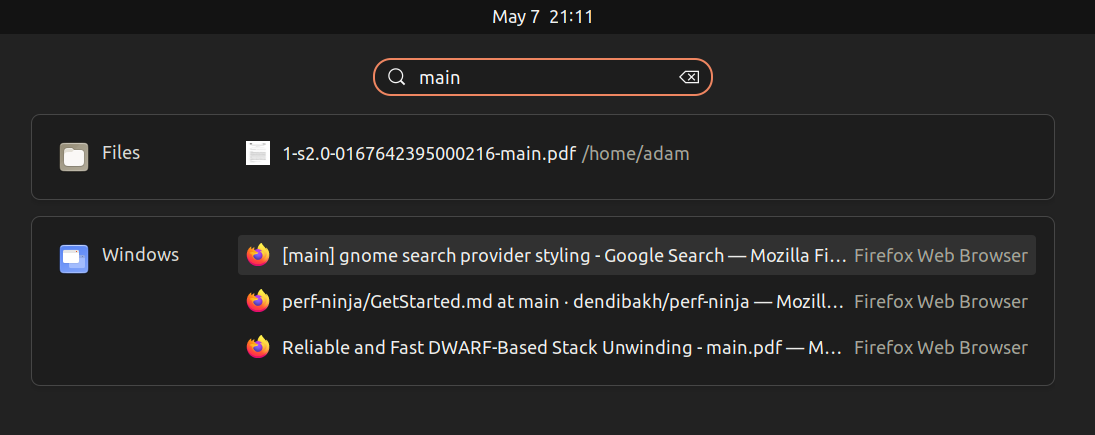 May 7 21:11
main
Files
1-s2.0-0167642395000216-main.pdf /home/adam
Windows
[main] gnome search provider styling - Google Search — Mozilla Fi... Firefox Web Browser
perf-ninja/GetStarted.md at main · dendibakh/perf-ninja — Mozill... Firefox Web Browser
Reliable and Fast DWARF-Based Stack Unwinding - main.pdf — M... Firefox Web Browser